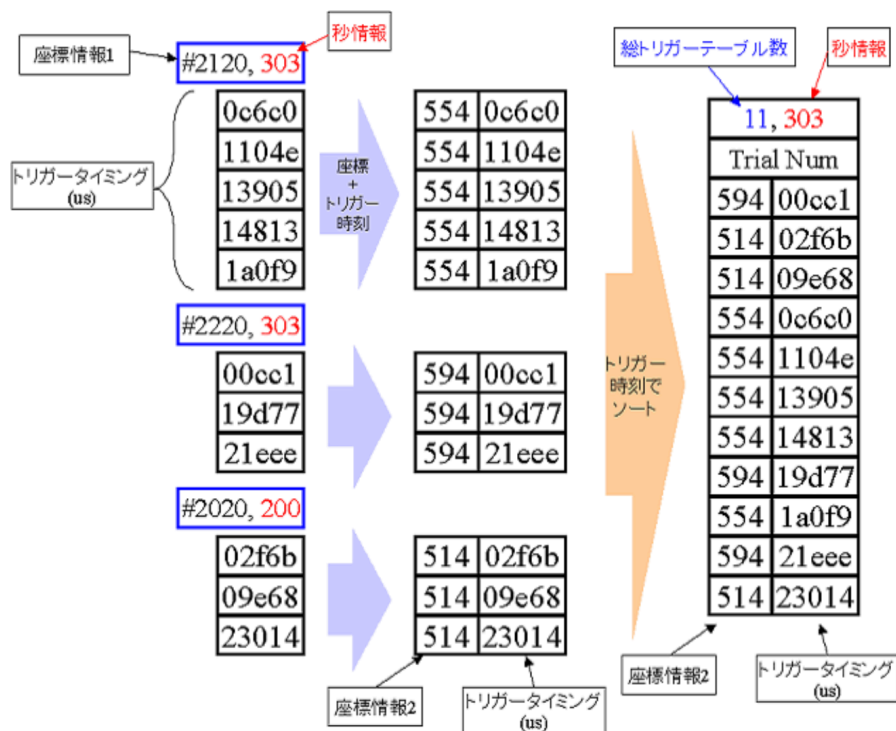 座標情報1
秒情報
#2120, 303
トリガータイミング
(us)
0c6c0
1104e
13905
14813
1a0f9
座標
+
トリガー
時刻
554 0c6c0
554 1104e
554 13905
554 14813
554 1a0f9
#2220, 303
00cc1
19d77
21eee
594 00cc1
594 19d77
594 21eee
#2020, 200
02f6b
09e68
23014
514 02f6b
514 09e68
514 23014
座標情報2
トリガータイミング
(us)
トリガー
時刻で
ソート
総トリガーテーブル数
秒情報
11, 303
Trial Num
594 00cc1
514 02f6b
514 09e68
554 0c6c0
554 1104e
554 13905
554 14813
594 19d77
554 1a0f9
594 21eee
514 23014
座標情報2
トリガータイミング
(us)